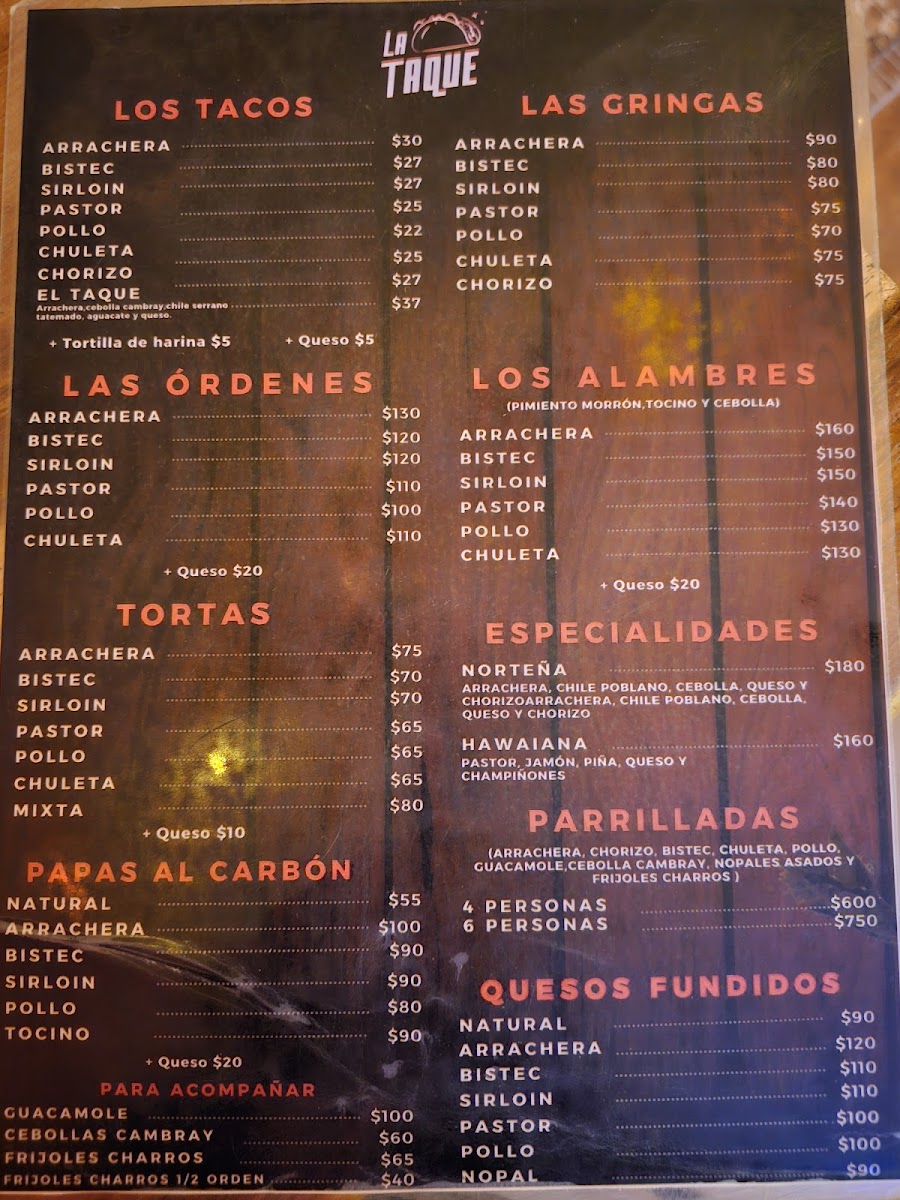 LA
TAQUE
LOS TACOS
ARRACHERA $30
BISTEC $27
SIRLOIN $27
PASTOR $25
POLLO $22
CHULETA $25
CHORIZO $27
EL TAQUE $37
Arrachera,cebolla cambray,chile serrano
tatemado, aguacate y queso.
+ Tortilla de harina $5 + Queso $5
LAS ÓRDENES
ARRACHERA $130
BISTEC $120
SIRLOIN $120
PASTOR $110
POLLO $100
CHULETA $110
+ Queso $20
TORTAS
ARRACHERA $75
BISTEC $70
SIRLOIN $70
PASTOR $65
POLLO $65
CHULETA $65
MIXTA $80
+ Queso $10
PAPAS AL CARBÓN
NATURAL $55
ARRACHERA $100
BISTEC $90
SIRLOIN $90
POLLO $80
TOCINO $90
+ Queso $20
PARA ACOMPAÑAR
GUACAMOLE $100
CEBOLLAS CAMBRAY $60
FRIJOLES CHARROS $65
FRIJOLES CHARROS 1/2 ORDEN $40
LAS GRINGAS
ARRACHERA $90
BISTEC $80
SIRLOIN $80
PASTOR $75
POLLO $70
CHULETA $75
CHORIZO $75
LOS ALAMBRES
(PIMIENTO MORRÓN,TOCINO Y CEBOLLA)
ARRACHERA $160
BISTEC $150
SIRLOIN $150
PASTOR $140
POLLO $130
CHULETA $130
+ Queso $20
ESPECIALIDADES
NORTEÑA $180
ARRACHERA, CHILE POBLANO, CEBOLLA, QUESO Y
CHORIZOARRACHERA, CHILE POBLANO, CEBOLLA,
QUESO Y CHORIZO
HAWAIANA $160
PASTOR, JAMÓN, PIÑA, QUESO Y
CHAMPIÑONES
PARRILLADAS
(ARRACHERA, CHORIZO, BISTEC, CHULETA, POLLO,
GUACAMOLE,CEBOLLA CAMBRAY, NOPALES ASADOS Y
FRIJOLES CHARROS )
4 PERSONAS $600
6 PERSONAS $750
QUESOS FUNDIDOS
NATURAL $90
ARRACHERA $120
BISTEC $110
SIRLOIN $110
PASTOR $100
POLLO $100
NOPAL $90